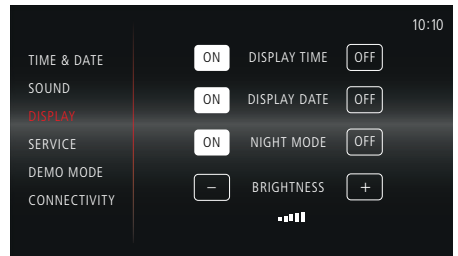 10:10
TIME & DATE
SOUND
DISPLAY
SERVICE
DEMO MODE
CONNECTIVITY
ON DISPLAY TIME OFF
ON DISPLAY DATE OFF
ON NIGHT MODE OFF
− BRIGHTNESS +